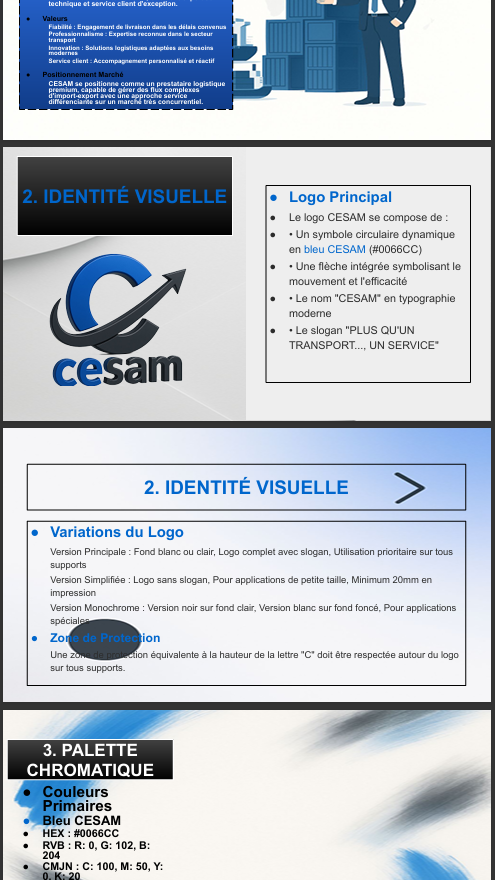 technique et service client d'exception.
● Valeurs
Fiabilité : Engagement de livraison dans les délais convenus
Professionnalisme : Expertise reconnue dans le secteur
transport
Innovation : Solutions logistiques adaptées aux besoins
modernes
Service client : Accompagnement personnalisé et réactif
● Positionnement Marché
CESAM se positionne comme un prestataire logistique
premium, capable de gérer des flux complexes
d'import-export avec une approche service
différenciante sur un marché très concurrentiel.
2. IDENTITÉ VISUELLE
cesam
● Logo Principal
● Le logo CESAM se compose de :
● • Un symbole circulaire dynamique
en bleu CESAM (#0066CC)
● • Une flèche intégrée symbolisant le
mouvement et l'efficacité
● • Le nom "CESAM" en typographie
moderne
● • Le slogan "PLUS QU'UN
TRANSPORT..., UN SERVICE"
2. IDENTITÉ VISUELLE
● Variations du Logo
Version Principale : Fond blanc ou clair, Logo complet avec slogan, Utilisation prioritaire sur tous
supports
Version Simplifiée : Logo sans slogan, Pour applications de petite taille, Minimum 20mm en
impression
Version Monochrome : Version noir sur fond clair, Version blanc sur fond foncé, Pour applications
spéciales
● Zone de Protection
Une zone de protection équivalente à la hauteur de la lettre "C" doit être respectée autour du logo
sur tous supports.
3. PALETTE
CHROMATIQUE
● Couleurs
Primaires
● Bleu CESAM
● HEX : #0066CC
● RVB : R: 0, G: 102, B:
204
● CMJN : C: 100, M: 50, Y:
0, K: 20